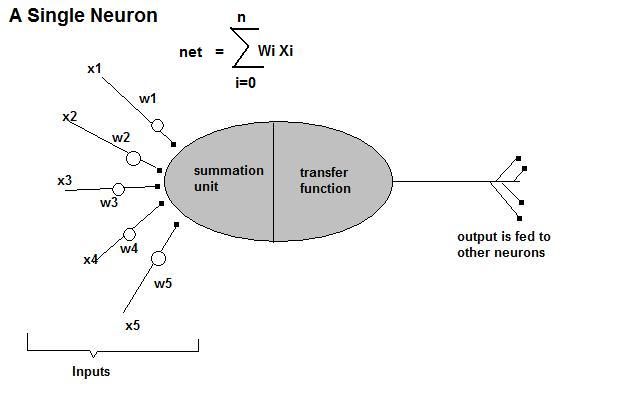 A Single Neuron
n
net = ∑ Wi Xi
i=0
x1
w1
x2
w2
x3
w3
x4
w4
w5
x5
summation
unit
transfer
function
output is fed to
other neurons
Inputs